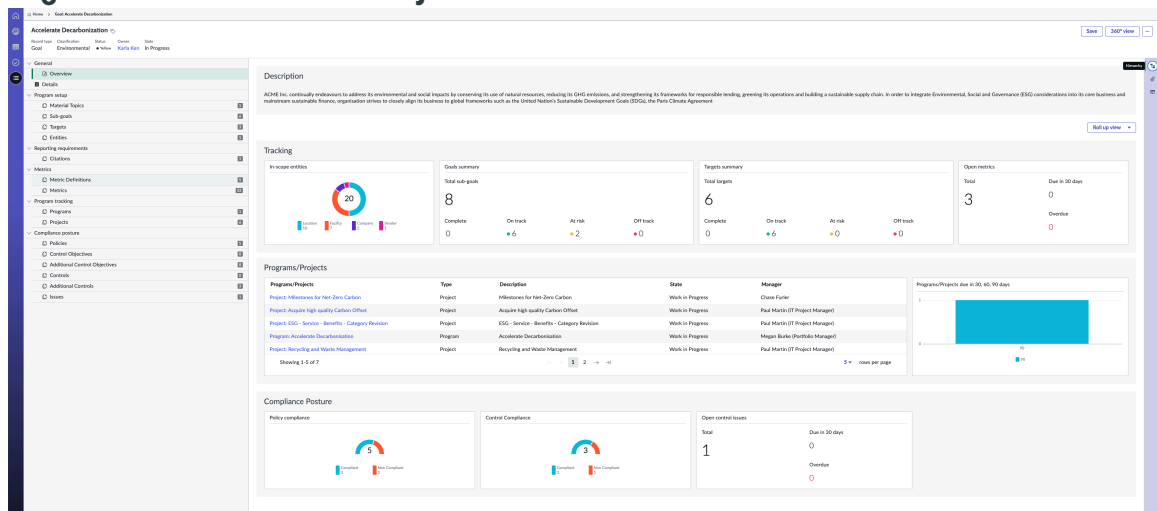 Home > Goal: Accelerate Decarbonization
Accelerate Decarbonization
Record type Classification Status Owner State
Goal Environmental Yellow Karla Ken In Progress
Save 360° view
General
Overview
Details
Program setup
Material Topics
Sub-goals
Targets
Entities
Reporting requirements
Citations
Metrics
Metric Definitions
Metrics
Program tracking
Programs
Projects
Compliance posture
Policies
Control Objectives
Additional Control Objectives
Controls
Additional Controls
Issues
Hierarchy
Description
ACME Inc. continually endeavours to address its environmental and social impacts by conserving its use of natural resources, reducing its GHG emissions, and strengthening its frameworks for responsible lending, greening its operations and building a sustainable supply chain. In order to integrate Environmental, Social and Governance (ESG) considerations into its core business and
mainstream sustainable finance, organisation strives to closely align its business to global frameworks such as the United Nation's Sustainable Development Goals (SDGs), the Paris Climate Agreement
Roll up view
Tracking
In-scope entities
20
Location Facility Company Vendor
10 7 2 1
Goals summary
Total sub-goals
8
Complete On track At risk Off track
0 6 2 0
Targets summary
Total targets
6
Complete On track At risk Off track
0 6 0 0
Open metrics
Total Due in 30 days
3 0
Overdue
0
Programs/Projects
Programs/Projects Type Description State Manager
Project: Milestones for Net-Zero Carbon Project Milestones for Net-Zero Carbon Work in Progress Chase Furler
Project: Acquire high quality Carbon Offset Project Acquire high quality Carbon Offset Work in Progress Paul Martin (IT Project Manager)
Project: ESG - Service - Benefits - Category Revision Project ESG - Service - Benefits - Category Revision Work in Progress Paul Martin (IT Project Manager)
Program: Accelerate Decarbonisation Program Accelerate Decarbonisation Work in Progress Megan Burke (Portfolio Manager)
Project: Recycling and Waste Management Project Recycling and Waste Management Work in Progress Paul Martin (IT Project Manager)
Showing 1-5 of 7 1 2 5 rows per page
Programs/Projects due in 30, 60, 90 days
1
0
90
90
Compliance Posture
Policy compliance
5
Compliant Non Compliant
Control Compliance
3
Compliant Non Compliant
Open control issues
Total Due in 30 days
1 0
Overdue
0